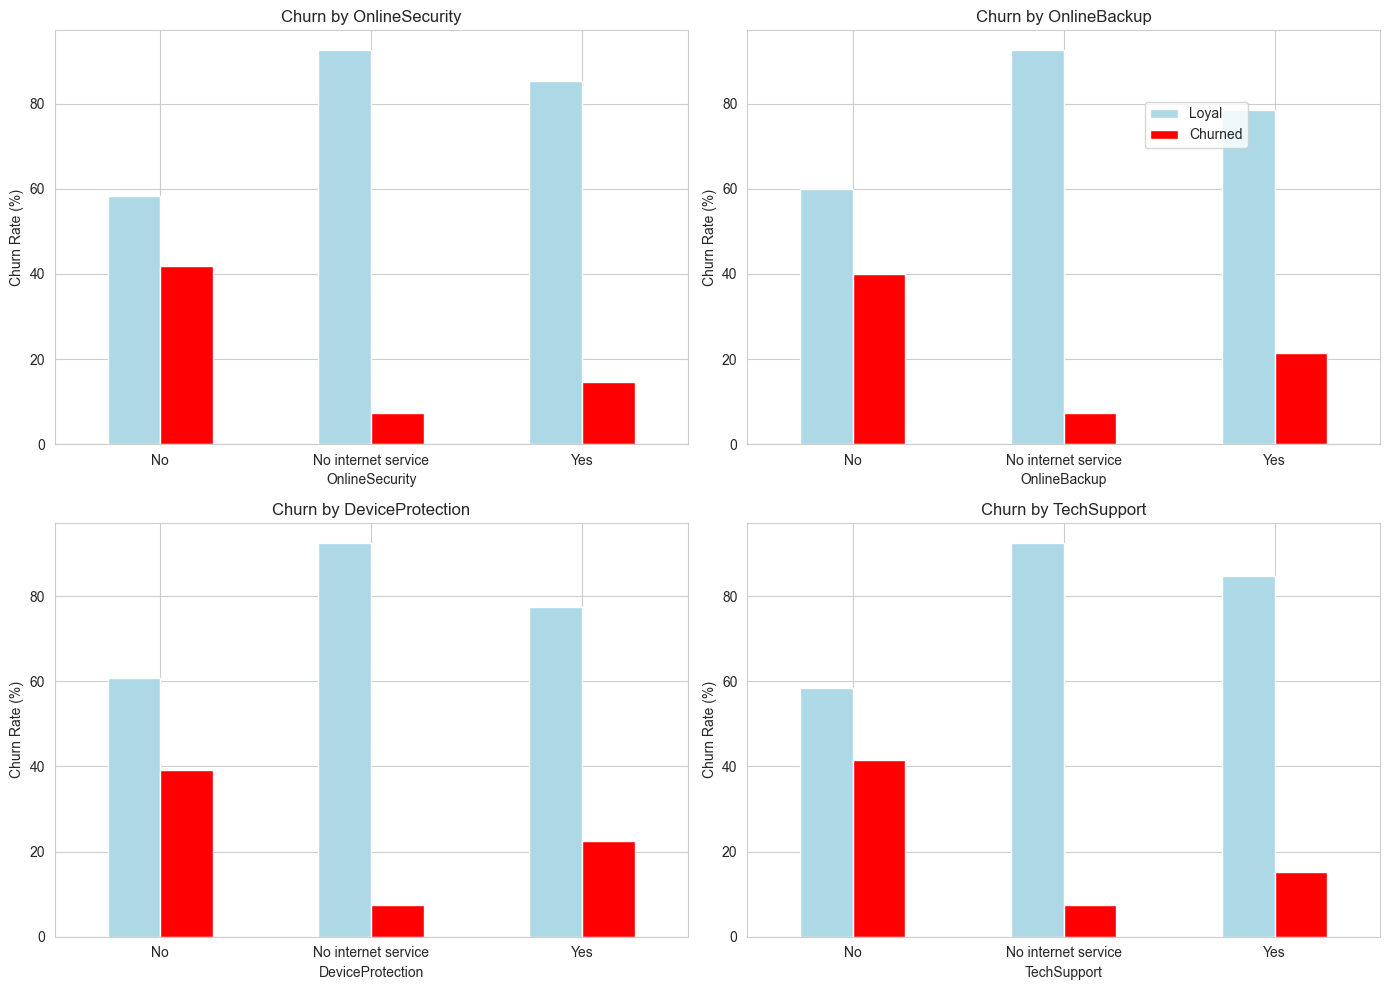 Churn by OnlineSecurity
Churn Rate (%)
80
60
40
20
0
No
No internet service
Yes
OnlineSecurity
Churn by OnlineBackup
Churn Rate (%)
80
60
40
20
0
Loyal
Churned
No
No internet service
Yes
OnlineBackup
Churn by DeviceProtection
Churn Rate (%)
80
60
40
20
0
No
No internet service
Yes
DeviceProtection
Churn by TechSupport
Churn Rate (%)
80
60
40
20
0
No
No internet service
Yes
TechSupport